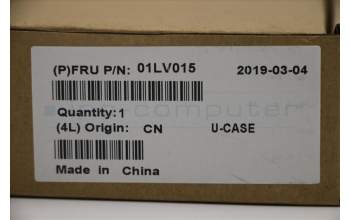 (P)FRU P/N: 01LV015 2019-03-04
Quantity:1
(4L) Origin: CN U-CASE
Made in China